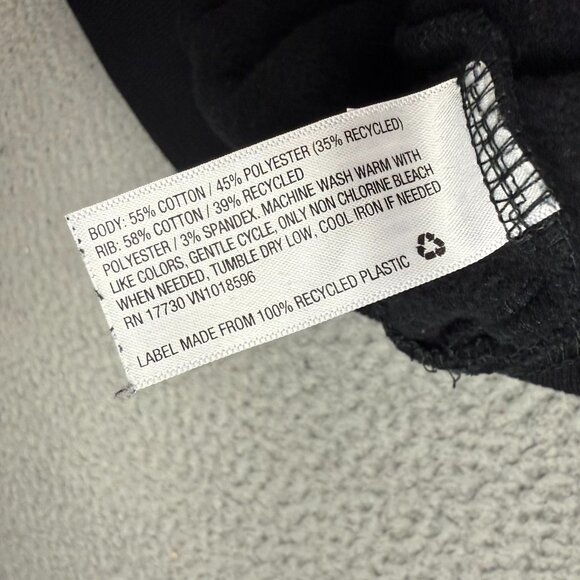 BODY: 55% COTTON / 45% POLYESTER (35% RECYCLED)
RIB: 58% COTTON / 39% RECYCLED
POLYESTER / 3% SPANDEX. MACHINE WASH WARM WITH
LIKE COLORS, GENTLE CYCLE, ONLY NON CHLORINE BLEACH
WHEN NEEDED, TUMBLE DRY LOW, COOL IRON IF NEEDED
RN 17730 VN1018596
LABEL MADE FROM 100% RECYCLED PLASTIC